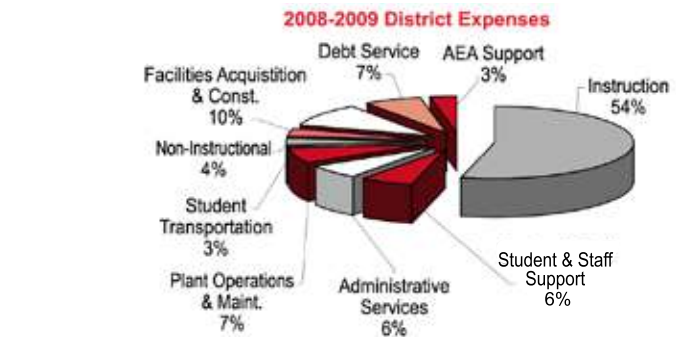 2008-2009 District Expenses
Debt Service
7%
AEA Support
3%
Instruction
54%
Facilities Acquistition
& Const.
10%
Non-Instructional
4%
Student
Transportation
3%
Plant Operations
& Maint.
7%
Administrative
Services
6%
Student & Staff
Support
6%